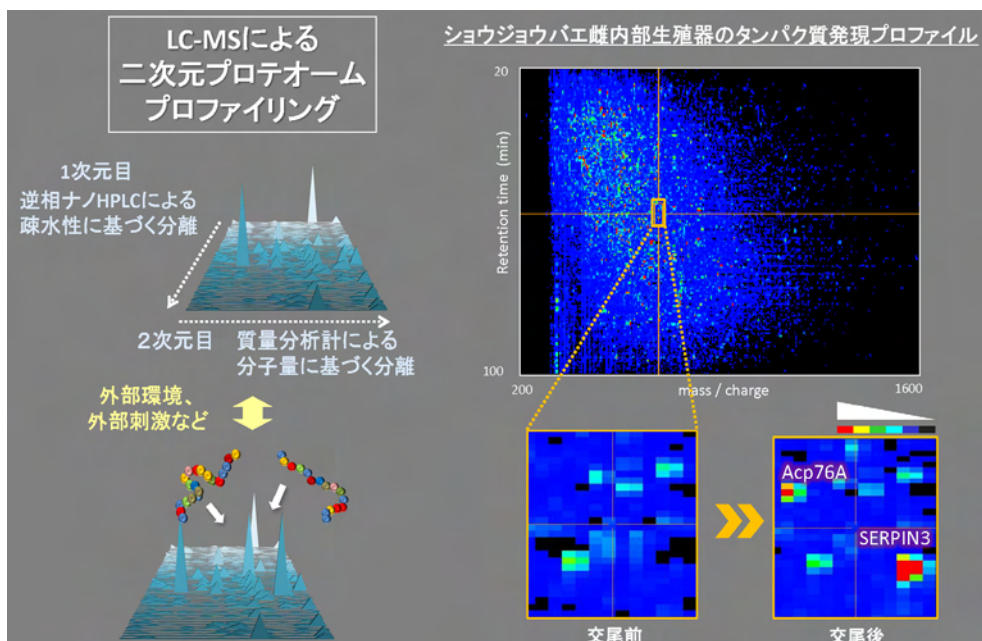 LC-MSによる
二次元プロテオーム
プロファイリング
1次元目
逆相ナノHPLCによる
疎水性に基づく分離
2次元目 質量分析計による
分子量に基づく分離
外部環境、
外部刺激など
ショウジョウバエ雌内部生殖器のタンパク質発現プロファイル
20
Retention time (min)
100
200
mass / charge
1600
Acp76A
SERPIN3
交尾前
交尾後